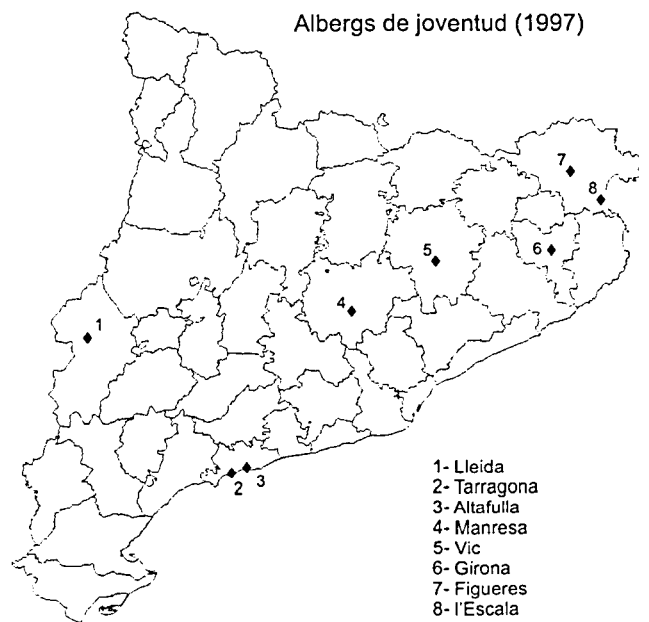 Albergs de joventud (1997)
7
8
6
5
4
1
2
3
1- Lleida
2- Tarragona
3- Altafulla
4- Manresa
5- Vic
6- Girona
7- Figueres
8- l'Escala